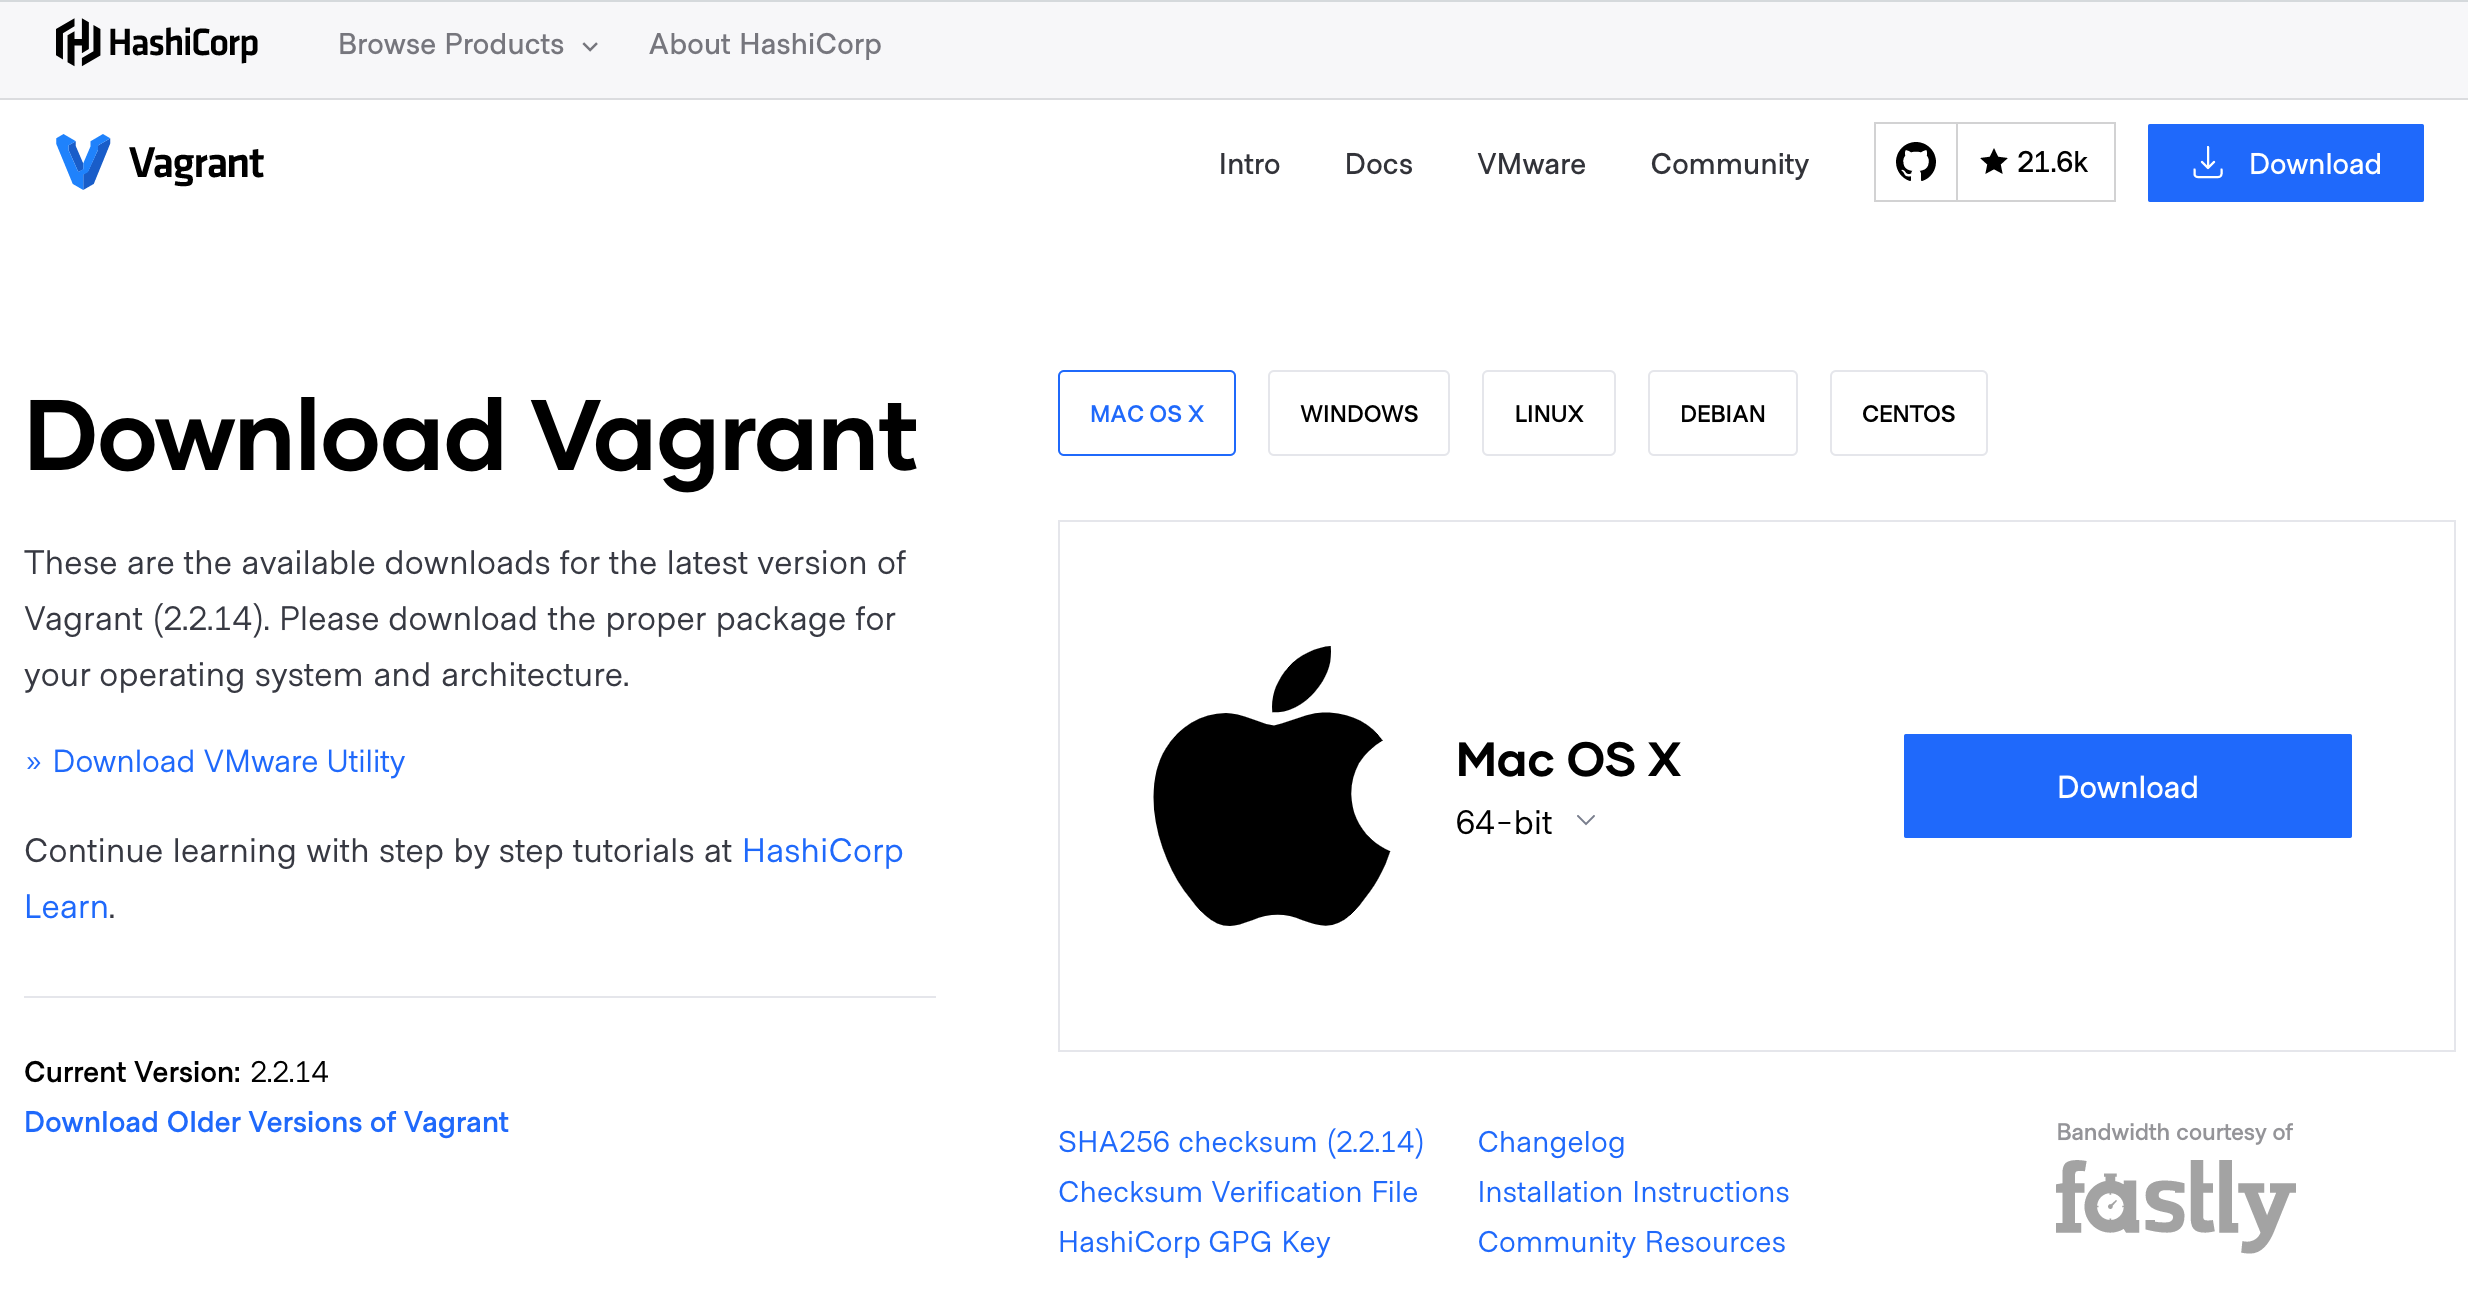 HashiCorp
Browse Products
About HashiCorp
Vagrant
Intro
Docs
VMware
Community
21.6k
Download
Download Vagrant
These are the available downloads for the latest version of
Vagrant (2.2.14). Please download the proper package for
your operating system and architecture.
» Download VMware Utility
Continue learning with step by step tutorials at HashiCorp
Learn.
Current Version: 2.2.14
Download Older Versions of Vagrant
MAC OS X
WINDOWS
LINUX
DEBIAN
CENTOS
Mac OS X
64-bit
Download
SHA256 checksum (2.2.14)
Checksum Verification File
HashiCorp GPG Key
Changelog
Installation Instructions
Community Resources
Bandwidth courtesy of
fastly